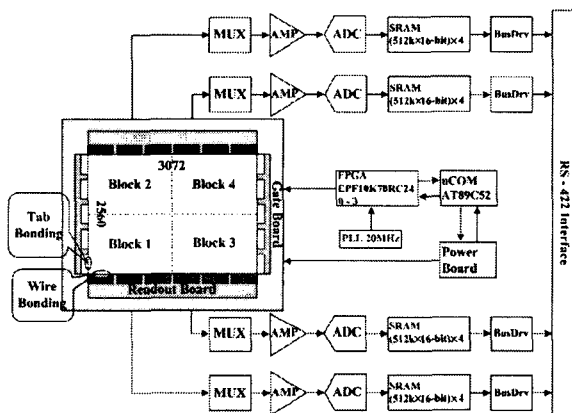 MUX
AMP
ADC
SRAM
(512k×16-bit)×4
BusDrv
MUX
AMP
ADC
SRAM
(512k×16-bit)×4
BusDrv
3072
Block 2
Block 4
2560
Gate Board
Block 1
Block 3
Tab
Bonding
Wire
Bonding
Readout Board
FPGA
EPF10K70RC24
0 - 3
uCOM
AT89C52
PLL 20MHz
Power
Board
RS - 422 Interface
MUX
AMP
ADC
SRAM
(512k×16-bit)×4
BusDrv
MUX
AMP
ADC
SRAM
(512k×16-bit)×4
BusDrv